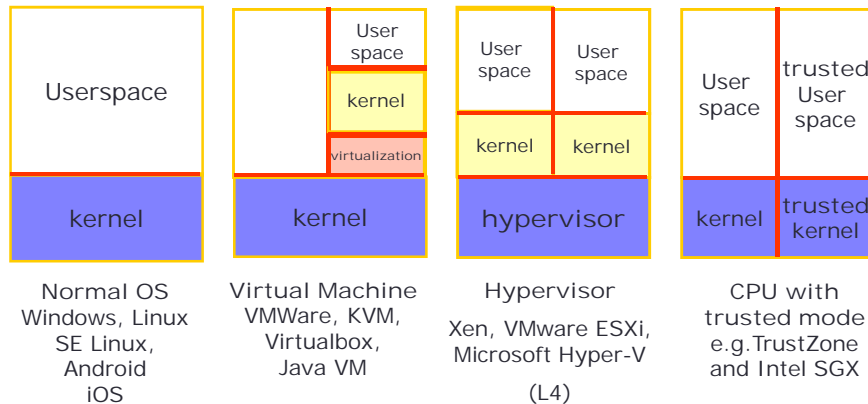 Userspace
kernel
Normal OS
Windows, Linux
SE Linux,
Android
iOS
User
space
kernel
virtualization
kernel
Virtual Machine
VMWare, KVM,
Virtualbox,
Java VM
User
space
User
space
kernel
kernel
hypervisor
Hypervisor
Xen, VMware ESXi,
Microsoft Hyper-V
(L4)
User
space
trusted
User
space
kernel
trusted
kernel
CPU with
trusted mode
e.g.TrustZone
and Intel SGX